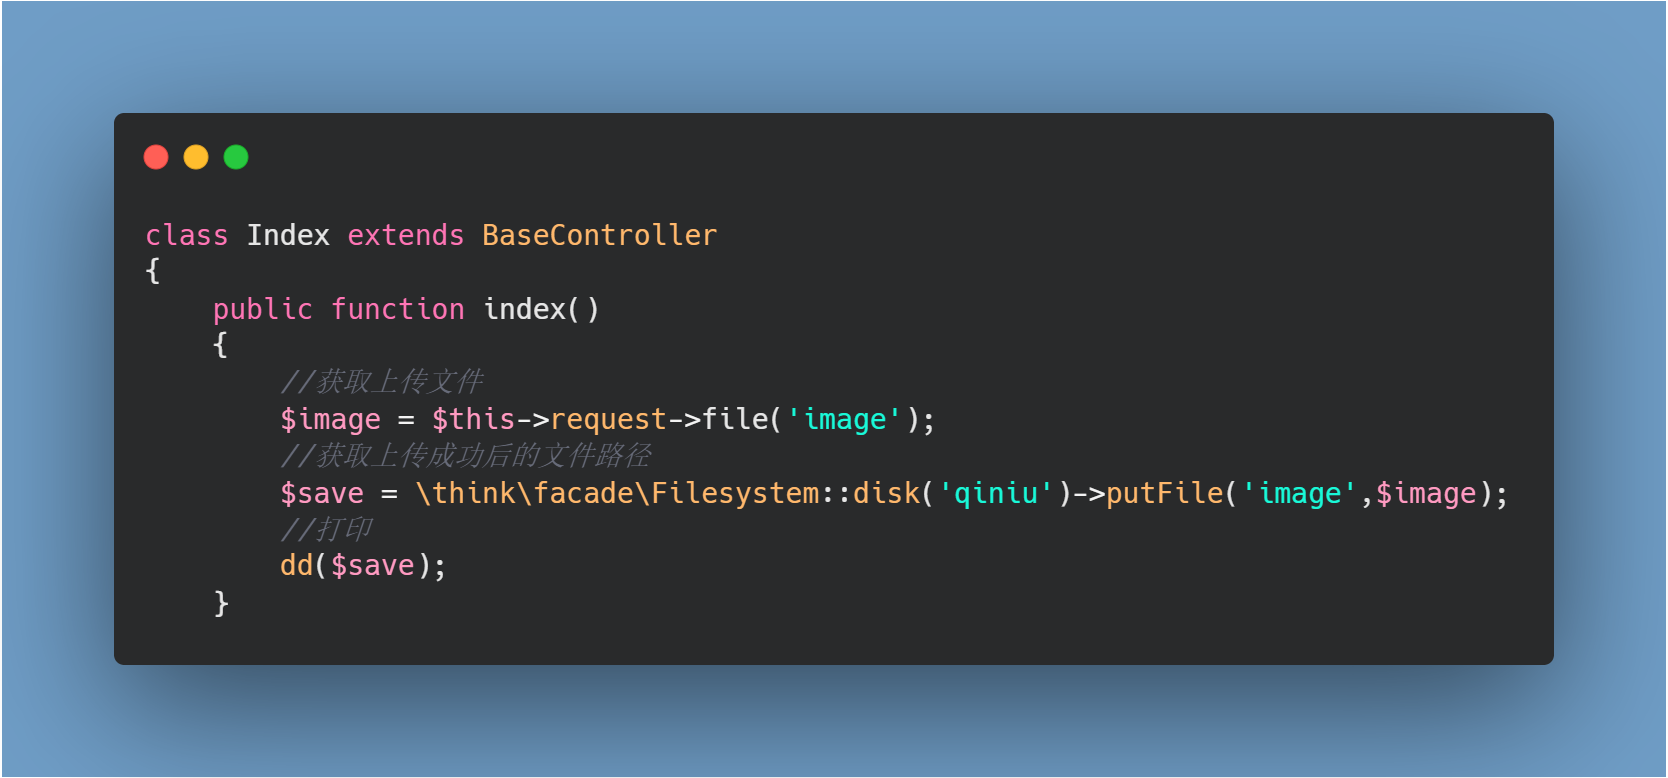 class Index extends BaseController
{
    public function index()
    {
        //获取上传文件
        $image = $this->request->file('image');
        //获取上传成功后的文件路径
        $save = \think\facade\Filesystem::disk('qiniu')->putFile('image',$image);
        //打印
        dd($save);
    }